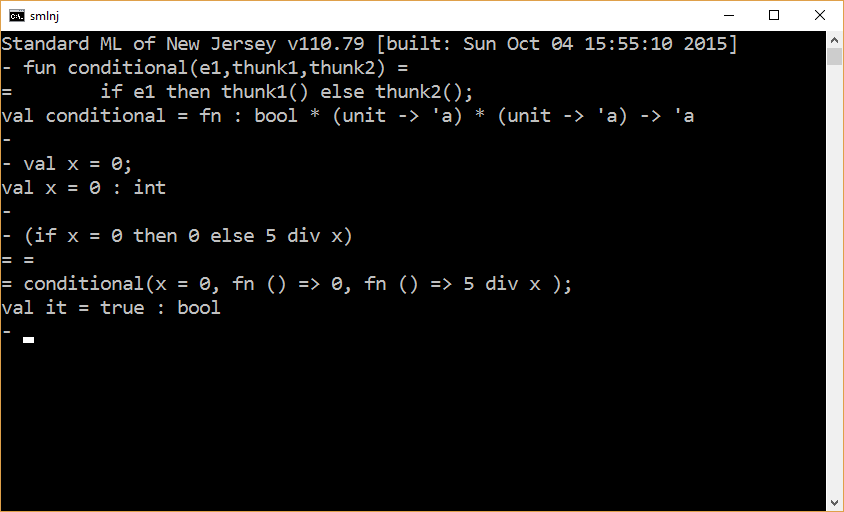 smlnj
Standard ML of New Jersey v110.79 [built: Sun Oct 04 15:55:10 2015]
- fun conditional(e1,thunk1,thunk2) =
=       if e1 then thunk1() else thunk2();
val conditional = fn : bool * (unit -> 'a) * (unit -> 'a) -> 'a
-
- val x = 0;
val x = 0 : int
-
- (if x = 0 then 0 else 5 div x)
= =
= conditional(x = 0, fn () => 0, fn () => 5 div x );
val it = true : bool
-